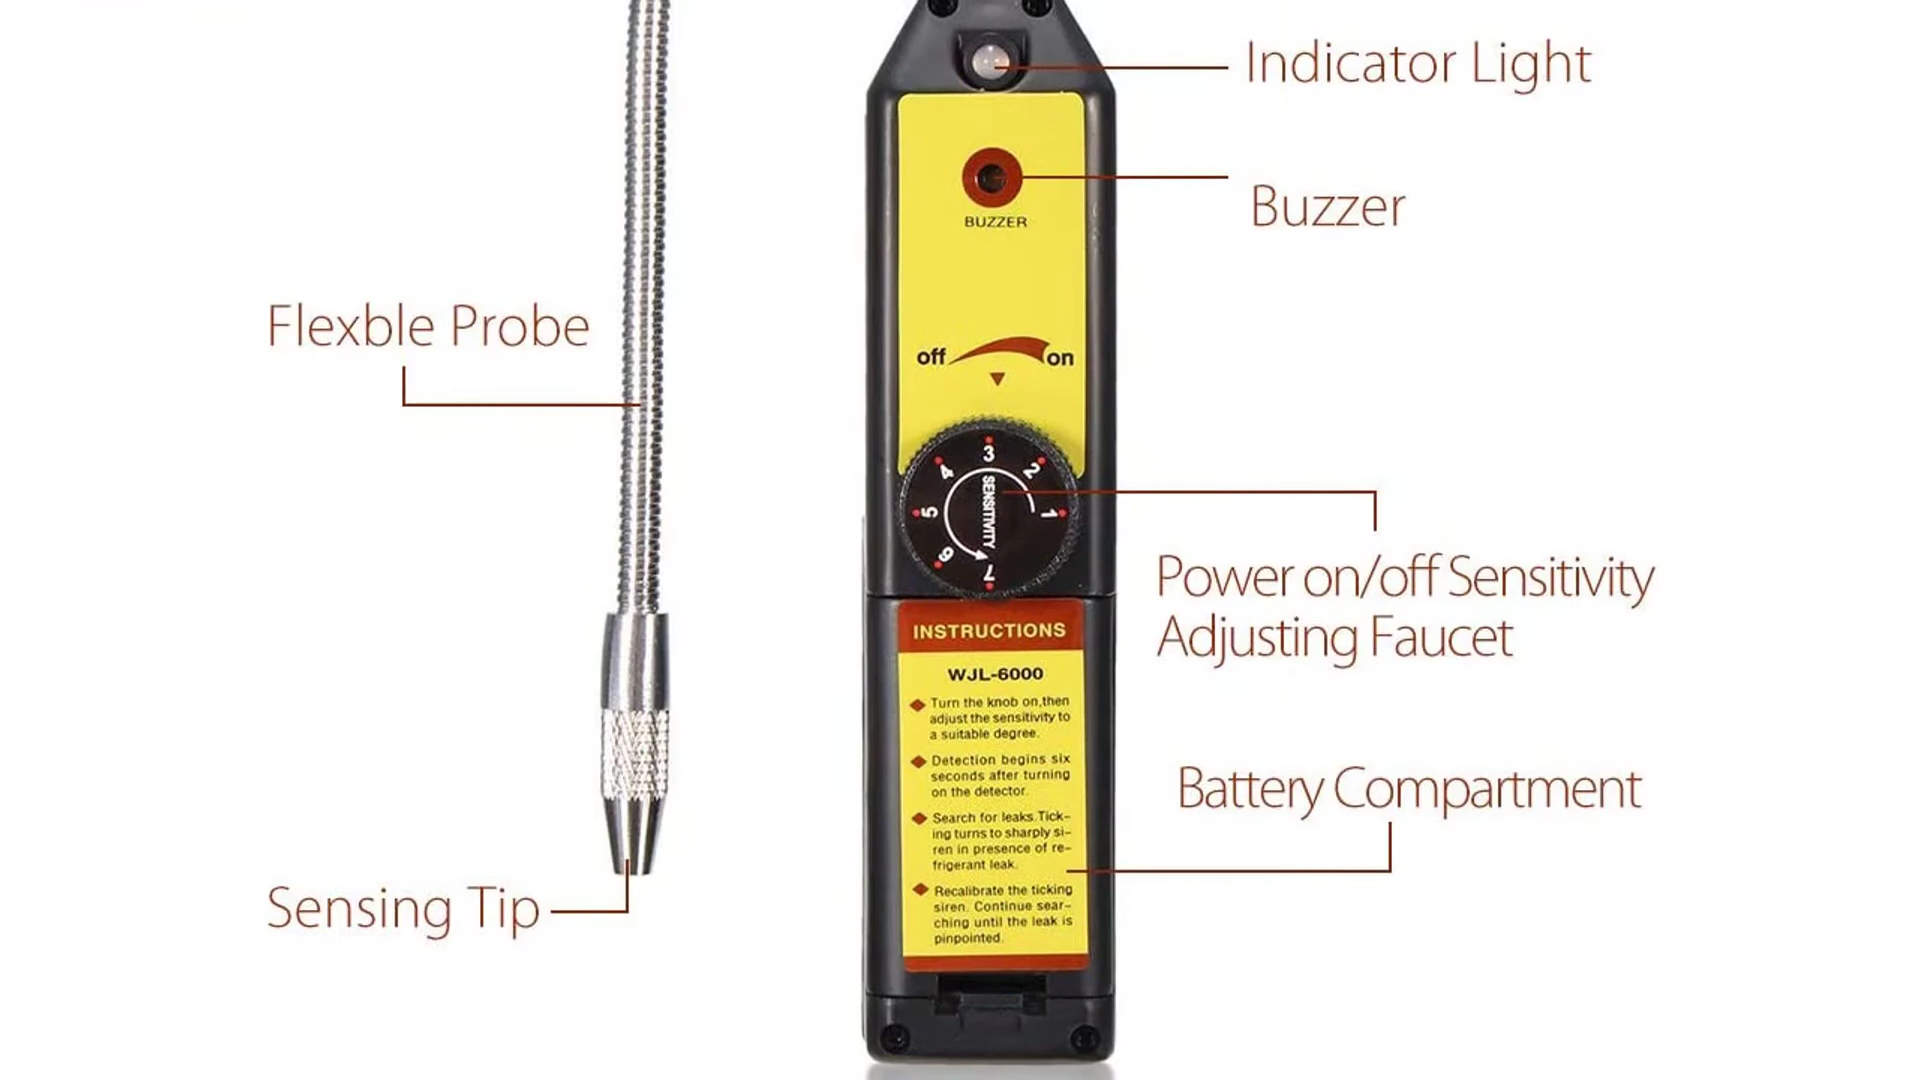 Indicator Light
BUZZER
Buzzer
Flexble Probe
off
on
3
2
4
SENSITIVITY
5
1
6
7
Power on/off Sensitivity
Adjusting Faucet
INSTRUCTIONS
WJL-6000
Turn the knob on,then
adjust the sensitivity to
a suitable degree.
Detection begins six
seconds after turning
on the detector.
Search for leaks.Tick-
ing turns to sharply si-
ren in presence of re-
frigerant leak.
Recalibrate the ticking
siren. Continue sear-
ching until the leak is
pinpointed.
Battery Compartment
Sensing Tip